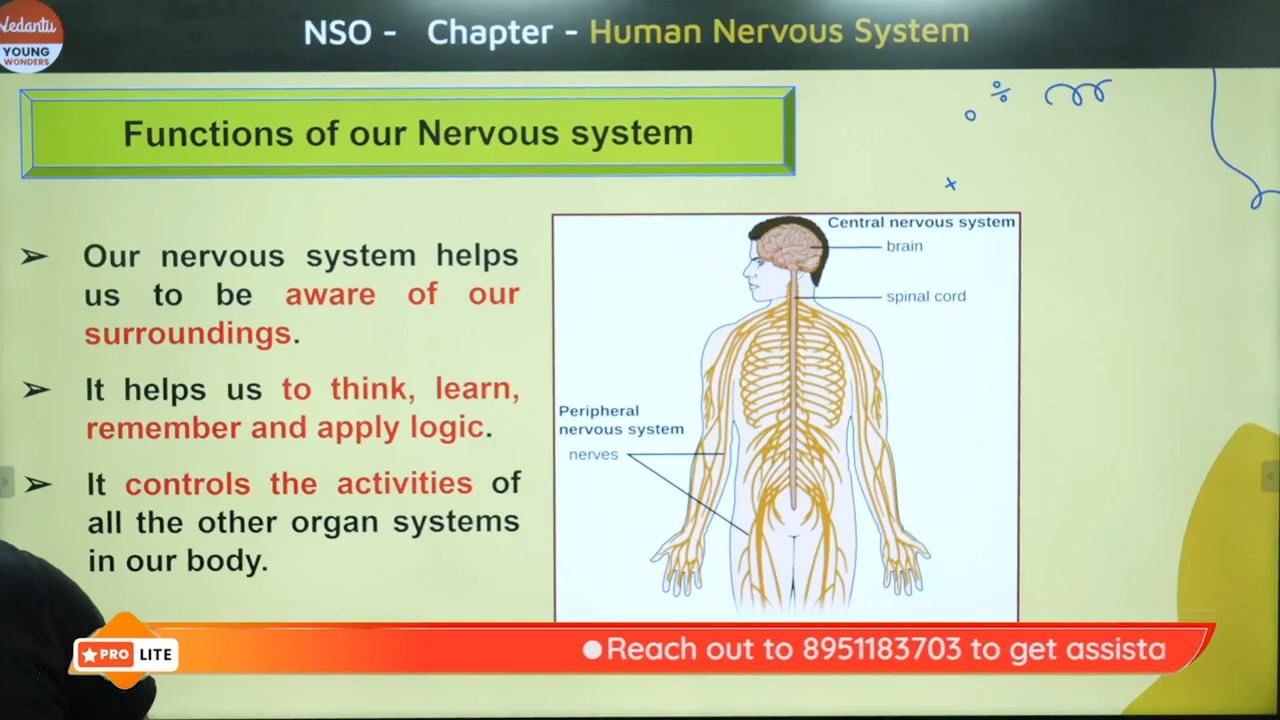 Vedantu
YOUNG
WONDERS
NSO - Chapter - Human Nervous System
Functions of our Nervous system
➢ Our nervous system helps
us to be aware of our
surroundings.
➢ It helps us to think, learn,
remember and apply logic.
➢ It controls the activities of
all the other organ systems
in our body.
Central nervous system
brain
spinal cord
Peripheral
nervous system
nerves
PRO LITE
Reach out to 8951183703 to get assista